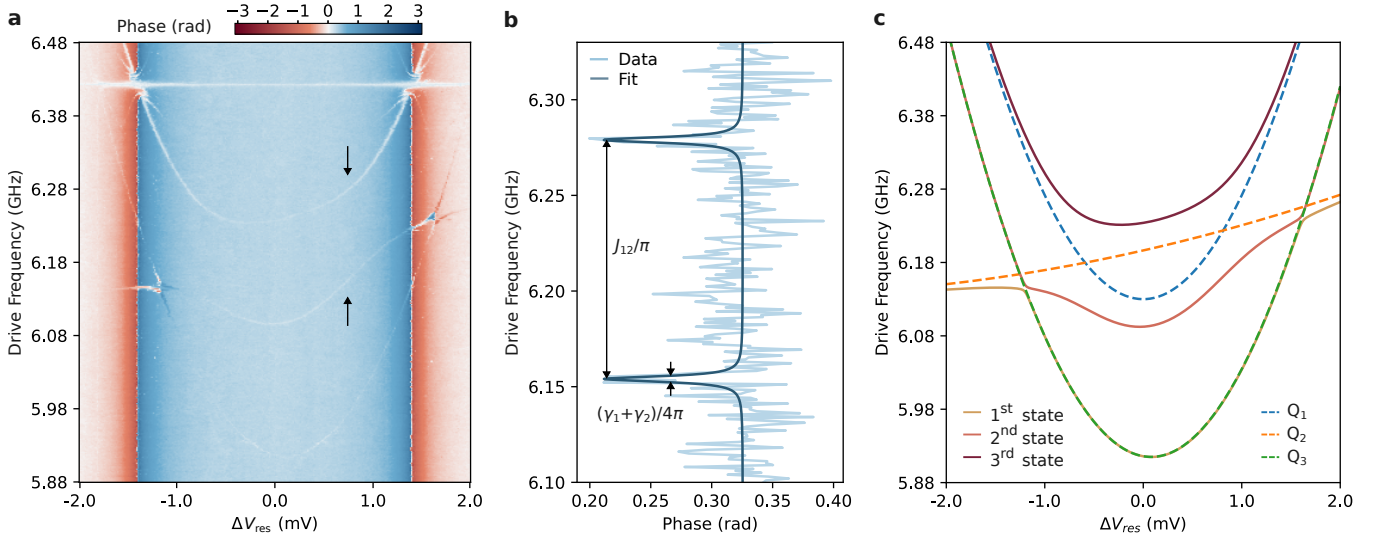 a
Phase (rad)
−3 −2 −1 0 1 2 3
6.48
6.38
6.28
6.18
6.08
5.98
5.88
Drive Frequency (GHz)
-2.0 -1.0 0.0 1.0 2.0
ΔV_res (mV)
b
Data
Fit
J₁₂/π
(γ₁+γ₂)/4π
6.30
6.25
6.20
6.15
6.10
Drive Frequency (GHz)
0.20 0.25 0.30 0.35 0.40
Phase (rad)
c
6.48
6.38
6.28
6.18
6.08
5.98
5.88
Drive Frequency (GHz)
1ˢᵗ state
2ⁿᵈ state
3ʳᵈ state
Q₁
Q₂
Q₃
-2.0 -1.0 0.0 1.0 2.0
ΔV_res (mV)